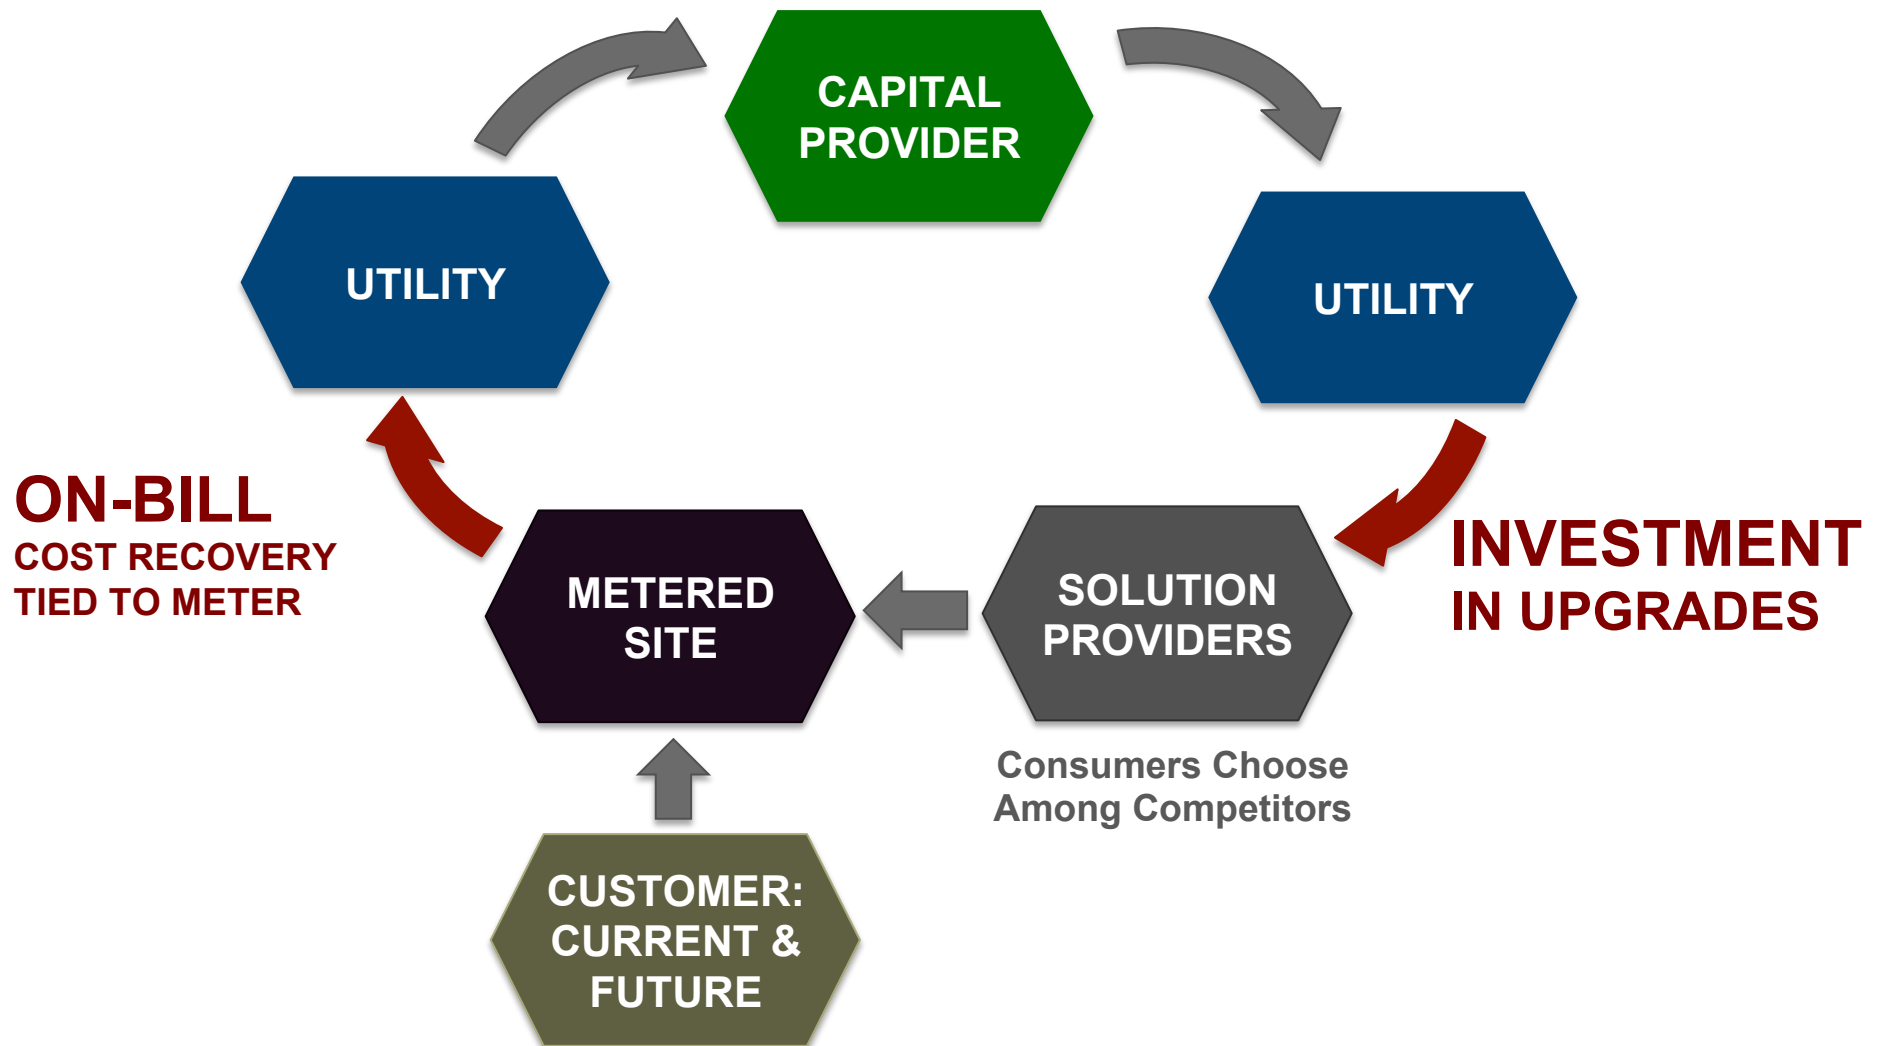 CAPITAL
PROVIDER
UTILITY
UTILITY
ON-BILL
COST RECOVERY
TIED TO METER
INVESTMENT
IN UPGRADES
METERED
SITE
SOLUTION
PROVIDERS
Consumers Choose
Among Competitors
CUSTOMER:
CURRENT &
FUTURE